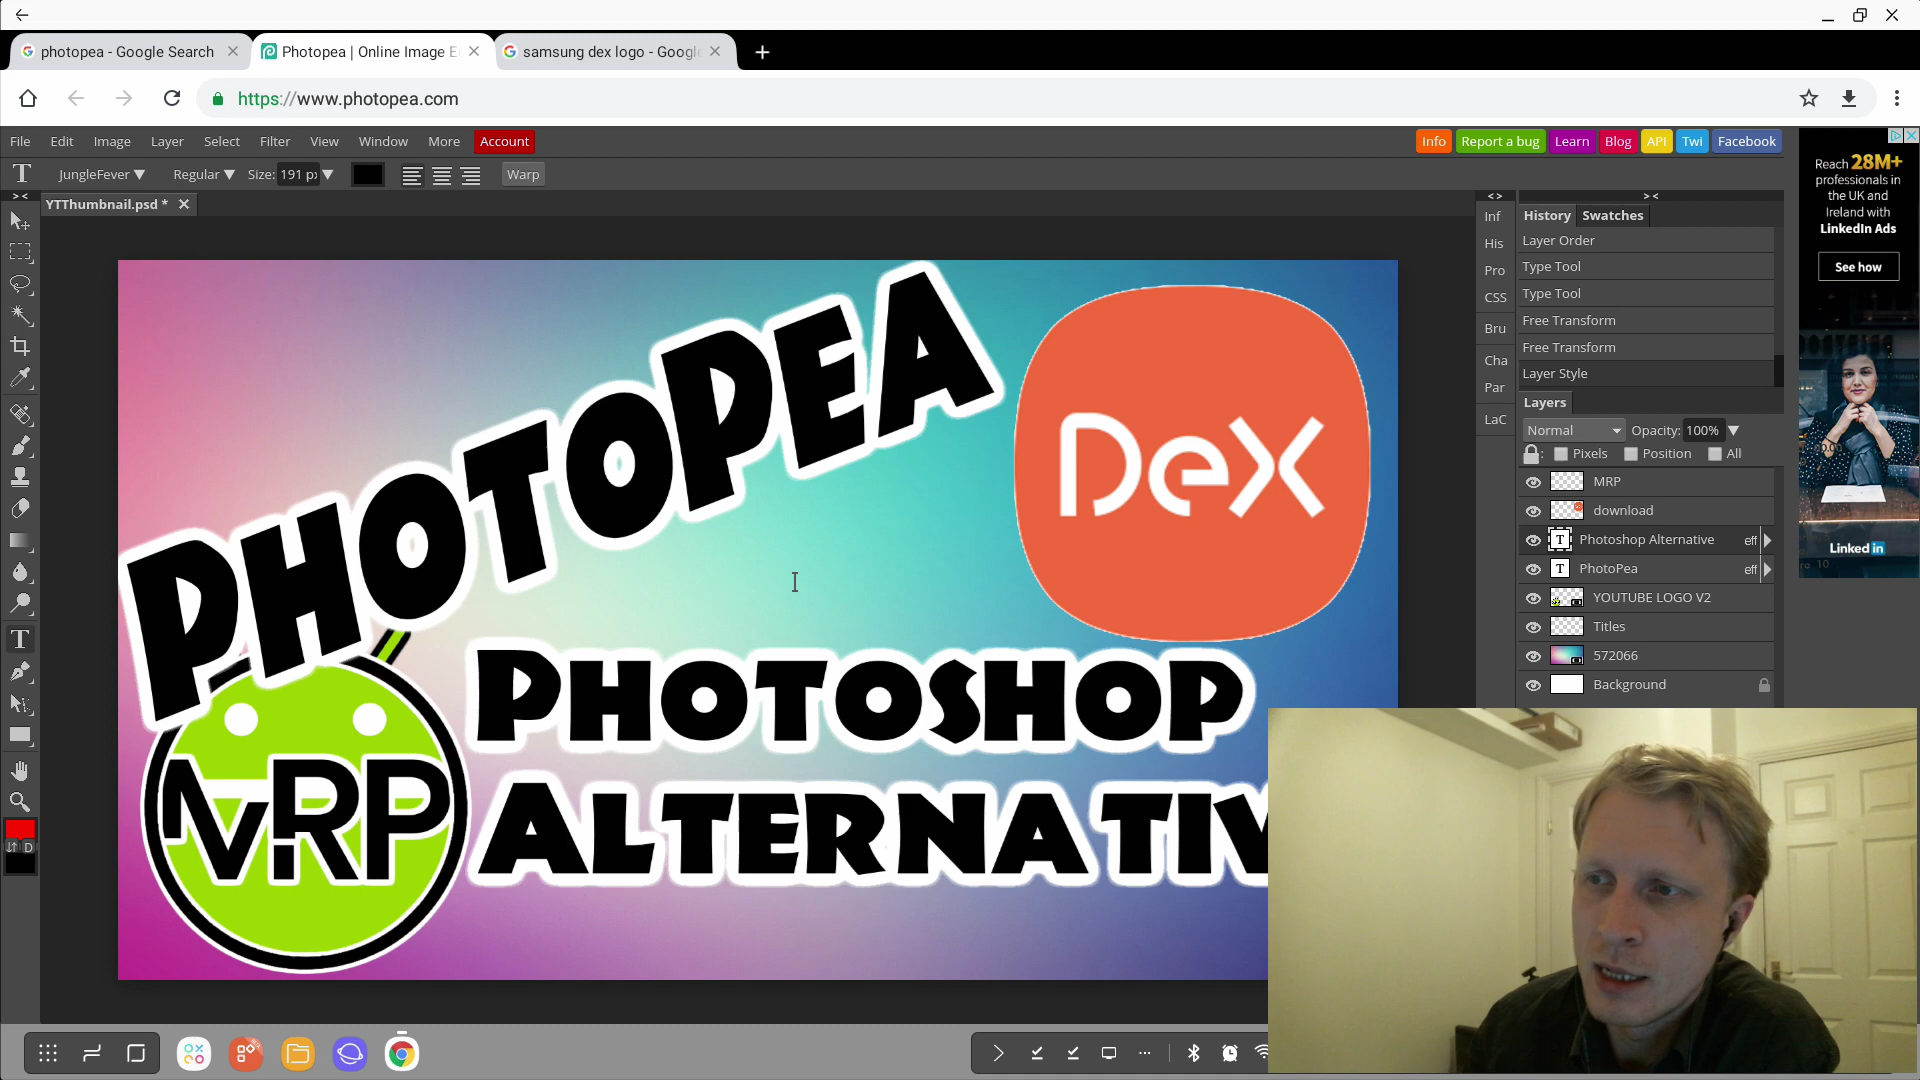 photopea - Google Search
Photopea | Online Image E
samsung dex logo - Google
https://www.photopea.com
File Edit Image Layer Select Filter View Window More Account
Info Report a bug Learn Blog API Twi Facebook
T JungleFever Regular Size: 191 px Warp
YTThumbnail.psd *
Inf
His
Pro
CSS
Bru
Cha
Par
LaC
History Swatches
Layer Order
Type Tool
Type Tool
Free Transform
Free Transform
Layer Style
Layers
Normal Opacity: 100%
Pixels Position All
MRP
download
T Photoshop Alternative eff
T PhotoPea eff
YOUTUBE LOGO V2
Titles
572066
Background
T
D
PHOTOPEA
DeX
PHOTOSHOP
ALTERNATIV
MRP
Reach 28M+
professionals in
the UK and
Ireland with
LinkedIn Ads
See how
Linked in